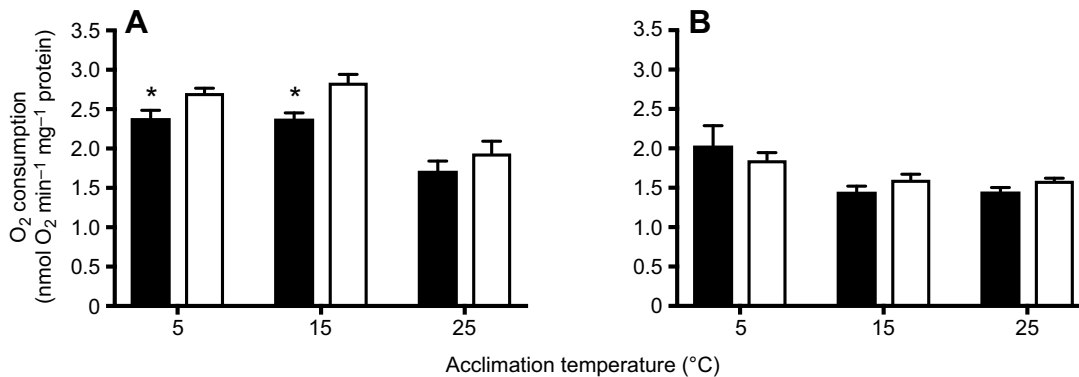 A
B
O2 consumption
(nmol O2 min–1 mg–1 protein)
3.5
3.0
2.5
2.0
1.5
1.0
0.5
0
* *
5 15 25
3.5
3.0
2.5
2.0
1.5
1.0
0.5
0
5 15 25
Acclimation temperature (°C)